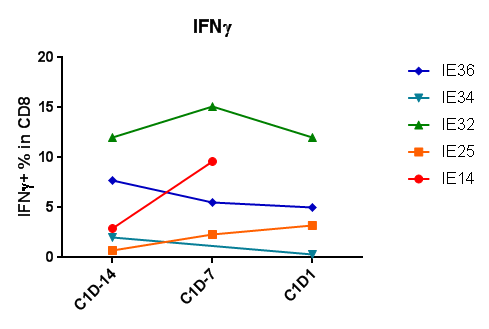 IFNγ
20
15
10
5
0
IFNγ+ % in CD8
C1D-14
C1D-7
C1D1
IE36
IE34
IE32
IE25
IE14